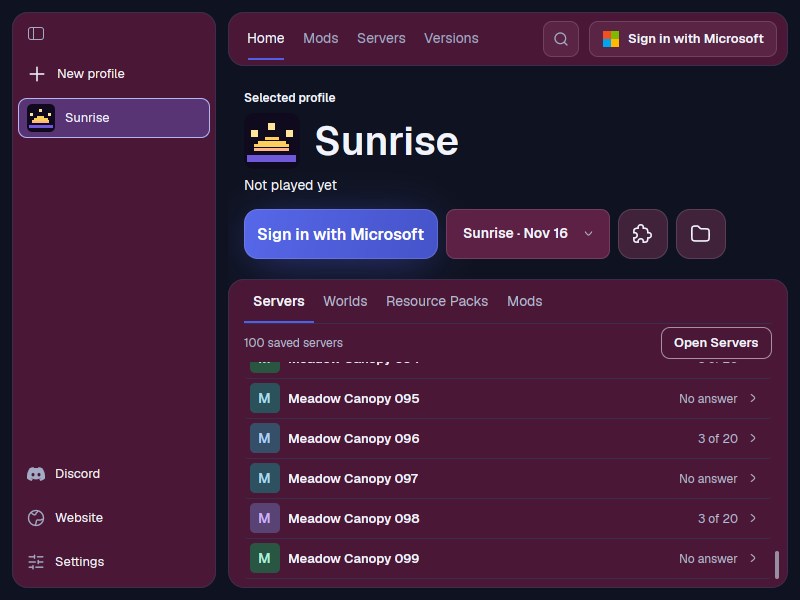 New profile
Sunrise
Discord
Website
Settings
Home Mods Servers Versions
Sign in with Microsoft
Selected profile
Sunrise
Not played yet
Sign in with Microsoft
Sunrise · Nov 16
Servers Worlds Resource Packs Mods
100 saved servers
Open Servers
M Meadow Canopy 095 No answer
M Meadow Canopy 096 3 of 20
M Meadow Canopy 097 No answer
M Meadow Canopy 098 3 of 20
M Meadow Canopy 099 No answer